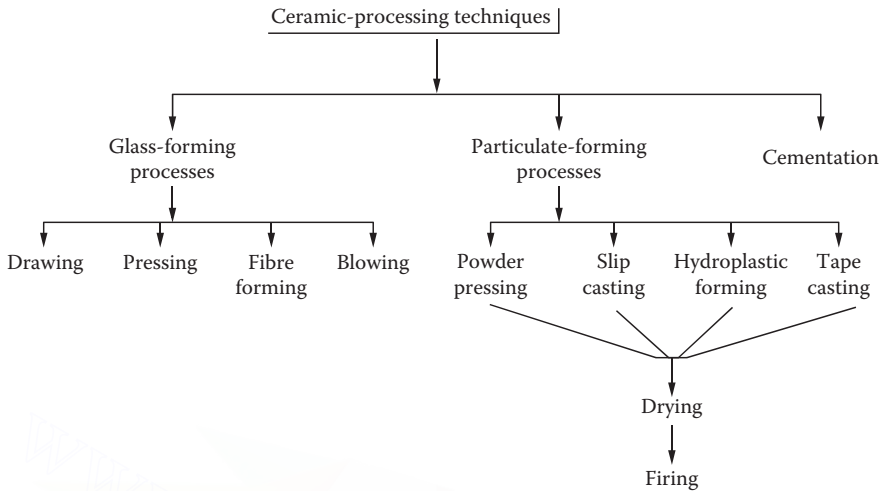 Ceramic-processing techniques
Glass-forming
processes
Particulate-forming
processes
Cementation
Drawing
Pressing
Fibre
forming
Blowing
Powder
pressing
Slip
casting
Hydroplastic
forming
Tape
casting
Drying
Firing